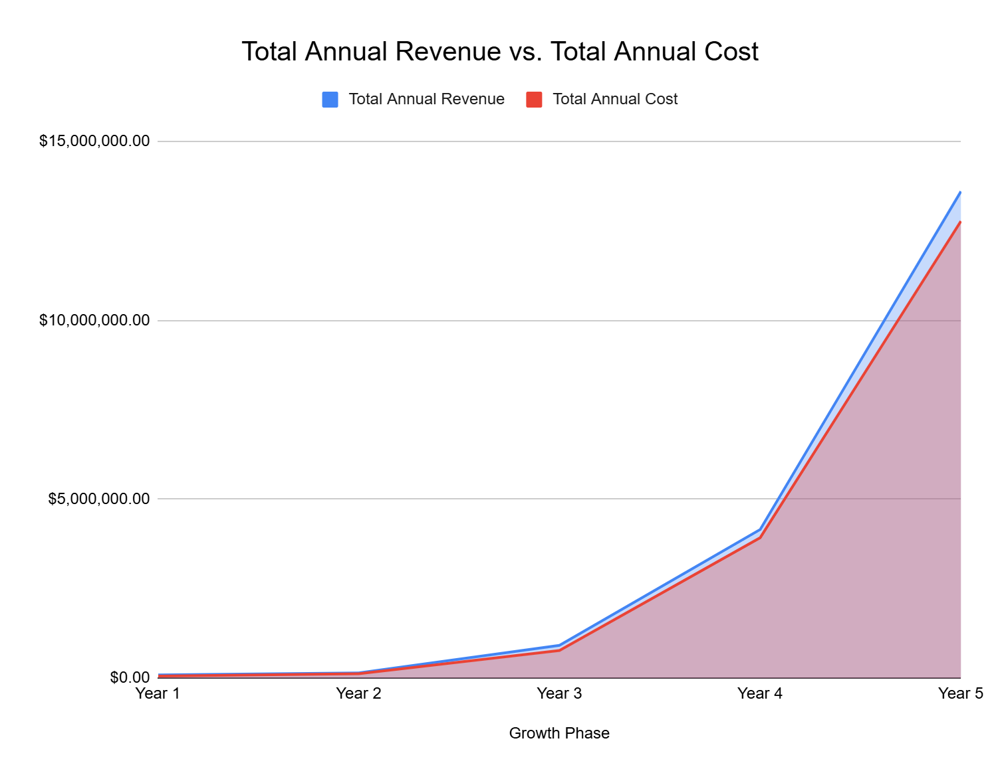 Total Annual Revenue vs. Total Annual Cost
Total Annual Revenue Total Annual Cost
$15,000,000.00
$10,000,000.00
$5,000,000.00
$0.00
Year 1 Year 2 Year 3 Year 4 Year 5
Growth Phase